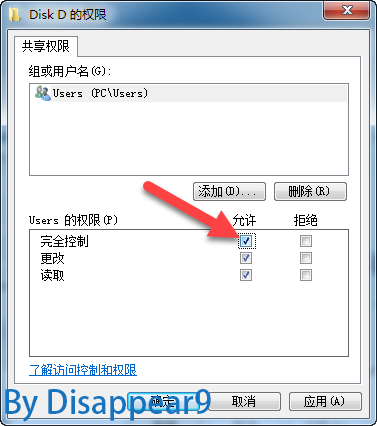 Disk D 的权限
共享权限
组或用户名(G):
Users (PC\Users)
添加(D)...
删除(R)
Users 的权限(P)
允许
拒绝
完全控制
更改
读取
了解访问控制和权限
确定
取消
应用(A)
By Disappear9